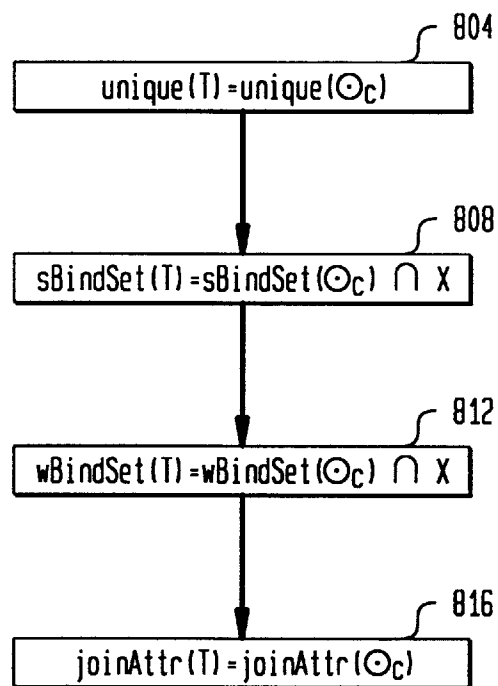 804
unique(T)=unique(⊙C)
808
sBindSet(T)=sBindSet(⊙C) ∩ X
812
wBindSet(T)=wBindSet(⊙C) ∩ X
816
joinAttr(T)=joinAttr(⊙C)